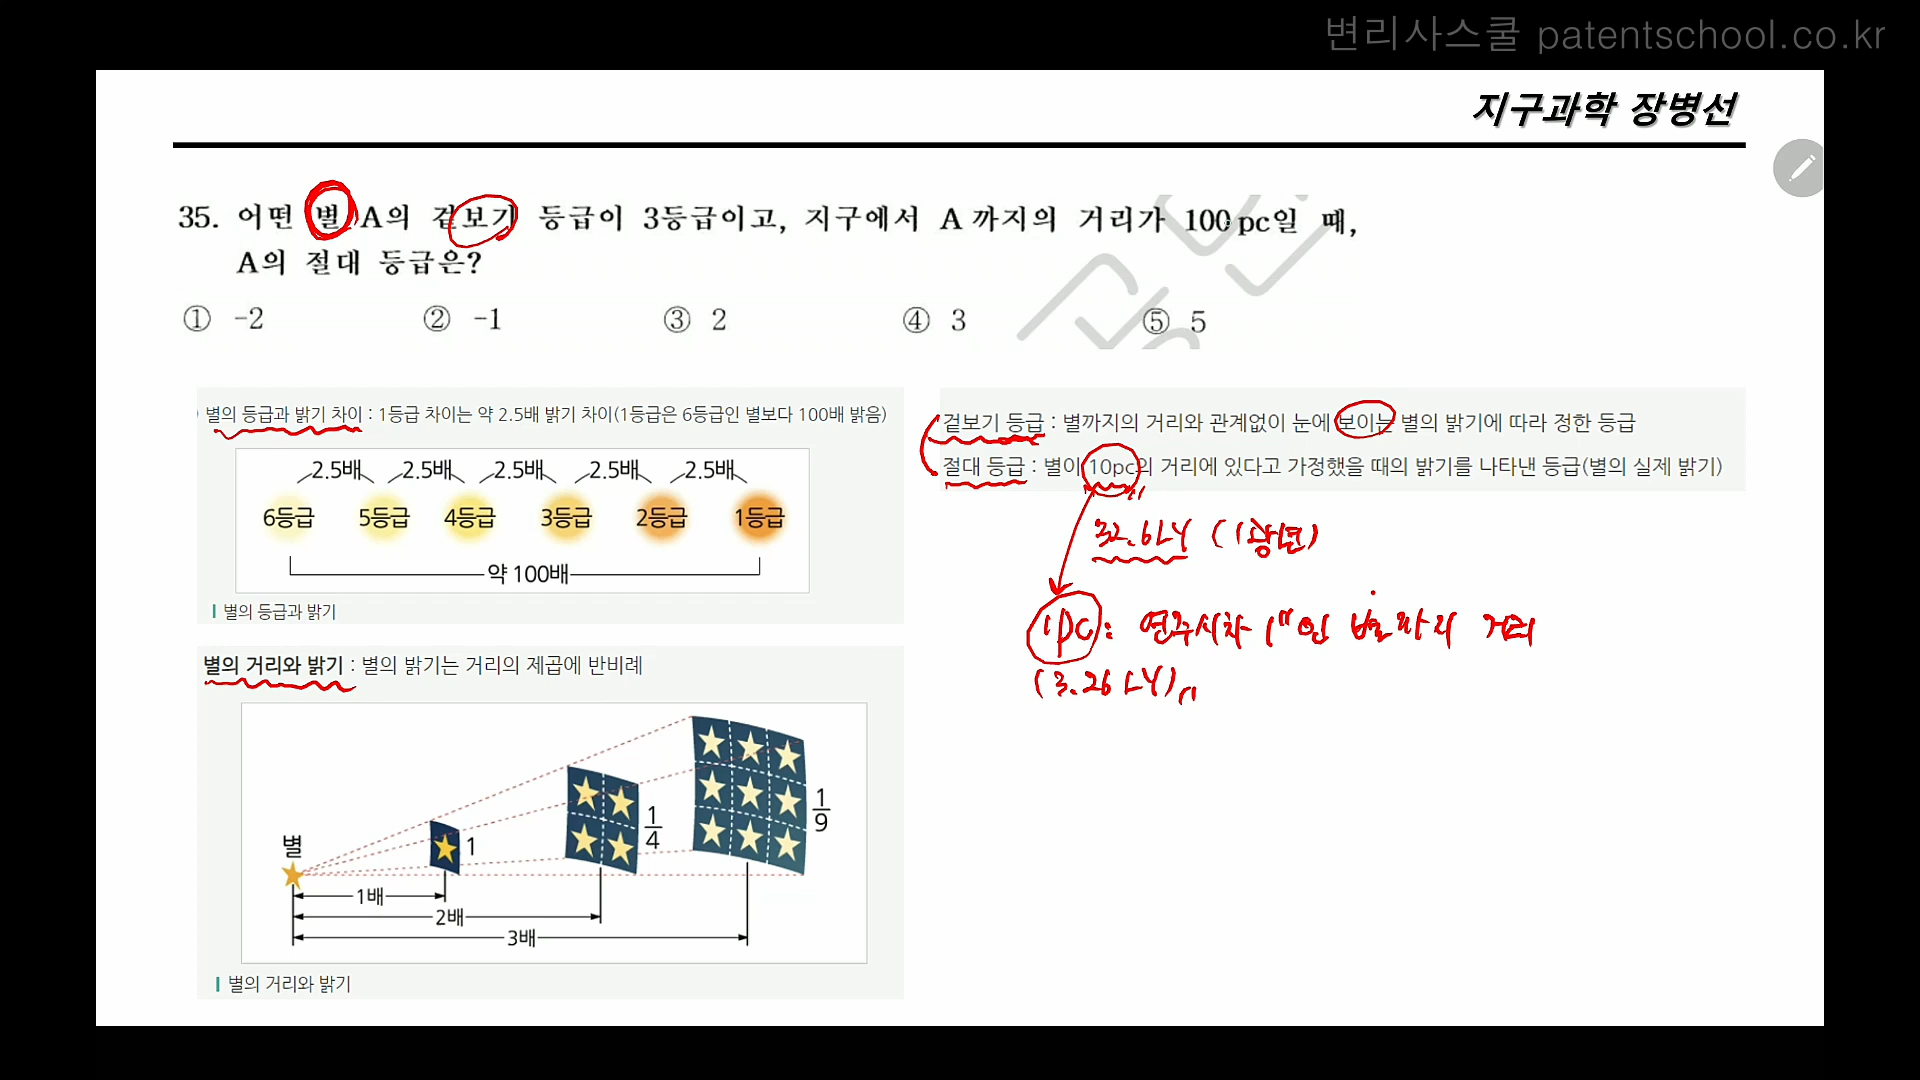 변리사스쿨 patentschool.co.kr
지구과학 장병선
35. 어떤 별 A의 겉보기 등급이 3등급이고, 지구에서 A 까지의 거리가 100 pc일 때,
A의 절대 등급은?
① -2 ② -1 ③ 2 ④ 3 ⑤ 5
별의 등급과 밝기 차이 : 1등급 차이는 약 2.5배 밝기 차이(1등급은 6등급인 별보다 100배 밝음)
2.5배 2.5배 2.5배 2.5배 2.5배
6등급 5등급 4등급 3등급 2등급 1등급
약 100배
별의 등급과 밝기
별의 거리와 밝기 : 별의 밝기는 거리의 제곱에 반비례
별
1
1/4
1/9
1배
2배
3배
별의 거리와 밝기
겉보기 등급 : 별까지의 거리와 관계없이 눈에 보이는 별의 밝기에 따라 정한 등급
절대 등급 : 별이 10pc의 거리에 있다고 가정했을 때의 밝기를 나타낸 등급(별의 실제 밝기)
32.6LY (1광년)
1pc : 연주시차 1"인 별까지 거리
(3.26LY)